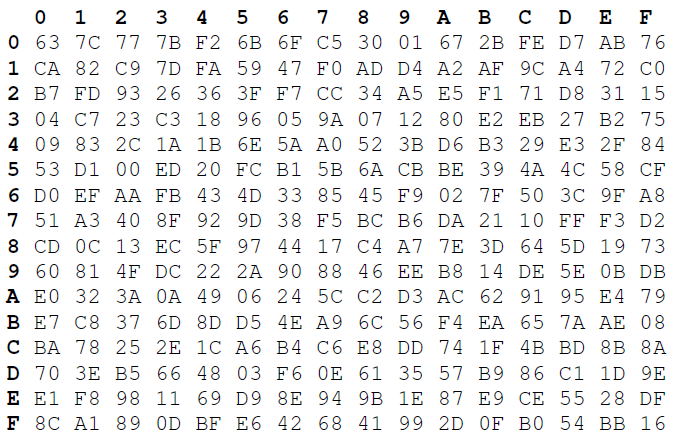 0 1 2 3 4 5 6 7 8 9 A B C D E F
0 63 7C 77 7B F2 6B 6F C5 30 01 67 2B FE D7 AB 76
1 CA 82 C9 7D FA 59 47 F0 AD D4 A2 AF 9C A4 72 C0
2 B7 FD 93 26 36 3F F7 CC 34 A5 E5 F1 71 D8 31 15
3 04 C7 23 C3 18 96 05 9A 07 12 80 E2 EB 27 B2 75
4 09 83 2C 1A 1B 6E 5A A0 52 3B D6 B3 29 E3 2F 84
5 53 D1 00 ED 20 FC B1 5B 6A CB BE 39 4A 4C 58 CF
6 D0 EF AA FB 43 4D 33 85 45 F9 02 7F 50 3C 9F A8
7 51 A3 40 8F 92 9D 38 F5 BC B6 DA 21 10 FF F3 D2
8 CD 0C 13 EC 5F 97 44 17 C4 A7 7E 3D 64 5D 19 73
9 60 81 4F DC 22 2A 90 88 46 EE B8 14 DE 5E 0B DB
A E0 32 3A 0A 49 06 24 5C C2 D3 AC 62 91 95 E4 79
B E7 C8 37 6D 8D D5 4E A9 6C 56 F4 EA 65 7A AE 08
C BA 78 25 2E 1C A6 B4 C6 E8 DD 74 1F 4B BD 8B 8A
D 70 3E B5 66 48 03 F6 0E 61 35 57 B9 86 C1 1D 9E
E E1 F8 98 11 69 D9 8E 94 9B 1E 87 E9 CE 55 28 DF
F 8C A1 89 0D BF E6 42 68 41 99 2D 0F B0 54 BB 16